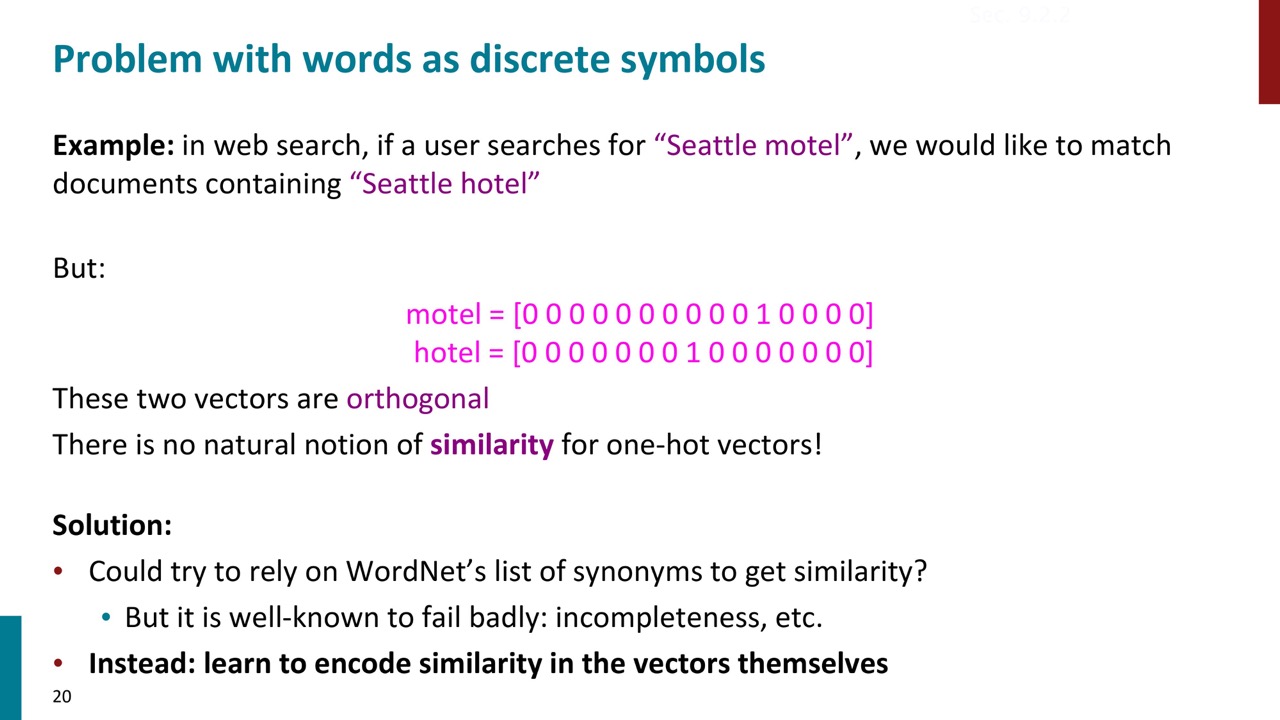 Sec. 9.2.2
Problem with words as discrete symbols
Example: in web search, if a user searches for “Seattle motel”, we would like to match
documents containing “Seattle hotel”
But:
motel = [0 0 0 0 0 0 0 0 0 0 1 0 0 0 0]
hotel = [0 0 0 0 0 0 0 1 0 0 0 0 0 0 0]
These two vectors are orthogonal
There is no natural notion of similarity for one-hot vectors!
Solution:
• Could try to rely on WordNet’s list of synonyms to get similarity?
• But it is well-known to fail badly: incompleteness, etc.
• Instead: learn to encode similarity in the vectors themselves
20